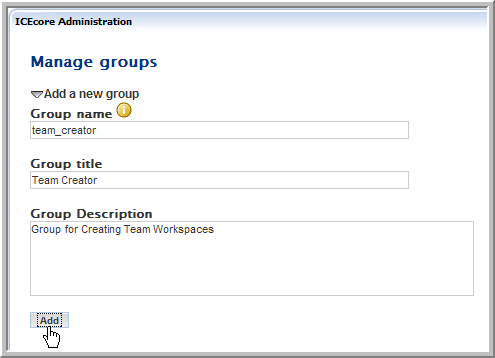 ICEcore Administration
Manage groups
Add a new group
Group name
team_creator
Group title
Team Creator
Group Description
Group for Creating Team Workspaces
Add